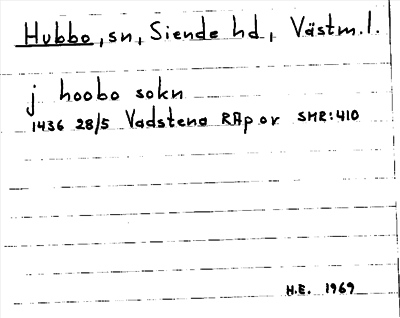 Hubbo, sn, Siende hd, Västm.l.
j hoobo sokn
1436 28/5 Vadstena RAp or SMR:410
H.E. 1969